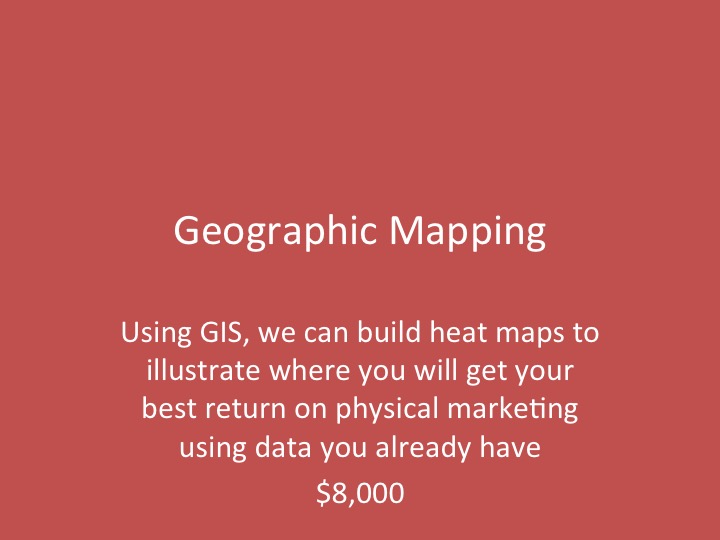 Geographic Mapping
Using GIS, we can build heat maps to
illustrate where you will get your
best return on physical marketing
using data you already have
$8,000